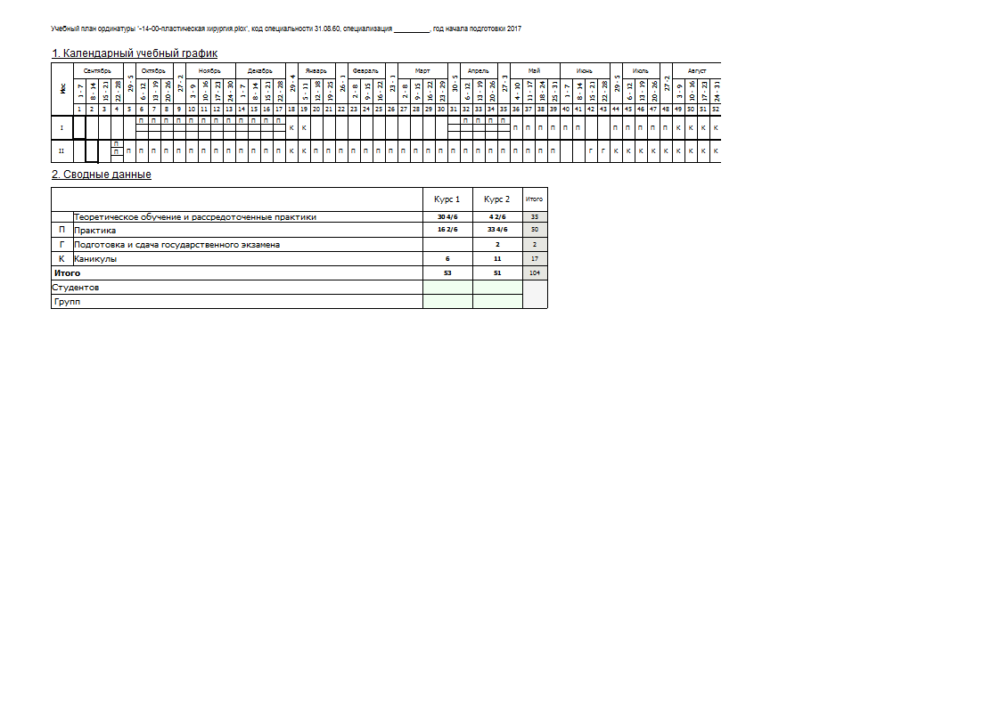 Учебный план ординатуры '-14-00-пластическая хирургия.plox', код специальности 31.08.60, специализация __________, год начала подготовки 2017
1. Календарный учебный график
Мес Сентябрь 29 - 5 Октябрь 27 - 2 Ноябрь Декабрь 29 - 4 Январь 26 - 1 Февраль 23 - 1 Март 30 - 5 Апрель 27 - 3 Май Июнь 29 - 5 Июль 27 - 2 Август
1 - 7 8 - 14 15 - 21 22 - 28 6 - 12 13 - 19 20 - 26 3 - 9 10 - 16 17 - 23 24 - 30 1 - 7 8 - 14 15 - 21 22 - 28 5 - 11 12 - 18 19 - 25 2 - 8 9 - 15 16 - 22 2 - 8 9 - 15 16 - 22 23 - 29 6 - 12 13 - 19 20 - 26 4 - 10 11 - 17 18 - 24 25 - 31 1 - 7 8 - 14 15 - 21 22 - 28 6 - 12 13 - 19 20 - 26 3 - 9 10 - 16 17 - 23 24 - 31
1 2 3 4 5 6 7 8 9 10 11 12 13 14 15 16 17 18 19 20 21 22 23 24 25 26 27 28 29 30 31 32 33 34 35 36 37 38 39 40 41 42 43 44 45 46 47 48 49 50 51 52
П П П П П П П П П П П П П П П П
I К К П П П П П П П П П П П К К К К
П
II П П П П П П П П П П П П П П К К П П П П П П П П П П П П П П П П П П П П Г Г К К К К К К К К К
2. Сводные данные
Курс 1 Курс 2 Итого
Теоретическое обучение и рассредоточенные практики 30 4/6 4 2/6 35
П Практика 16 2/6 33 4/6 50
Г Подготовка и сдача государственного экзамена 2 2
К Каникулы 6 11 17
Итого 53 51 104
Студентов
Групп